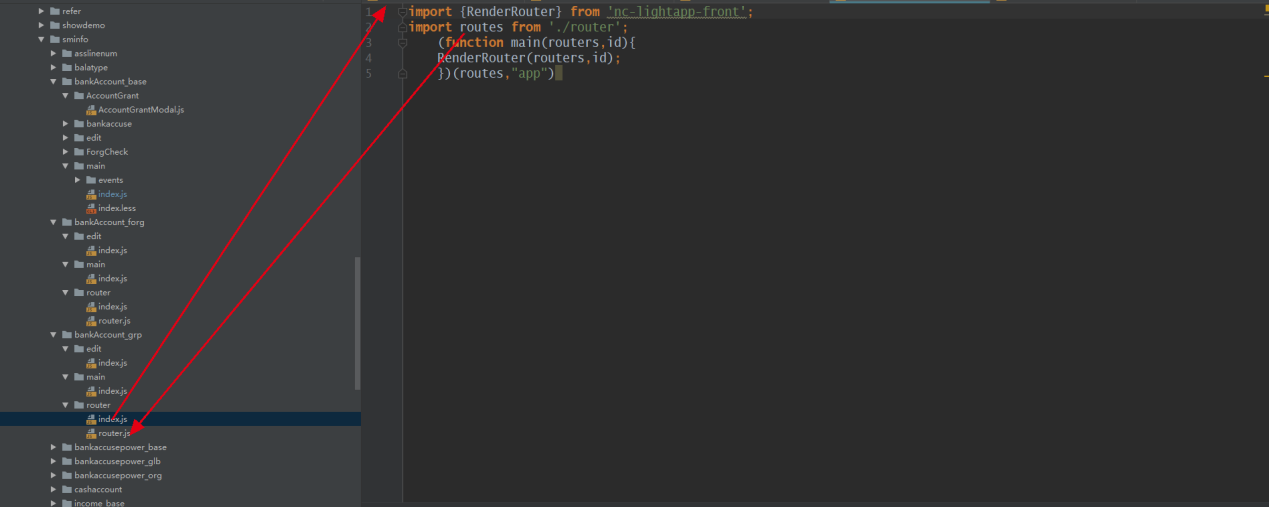 refer
showdemo
sminfo
asslinenum
balatype
bankAccount_base
AccountGrant
AccountGrantModal.js
bankaccuse
edit
ForgCheck
main
events
index.js
index.less
bankAccount_forg
edit
index.js
main
index.js
router
index.js
router.js
bankAccount_grp
edit
index.js
main
index.js
router
index.js
router.js
bankaccusepower_base
bankaccusepower_glb
bankaccusepower_org
cashaccount
income_base
1 import {RenderRouter} from 'nc-lightapp-front';
2 import routes from './router';
3 (function main(routers,id){
4 RenderRouter(routers,id);
5 })(routes,"app")